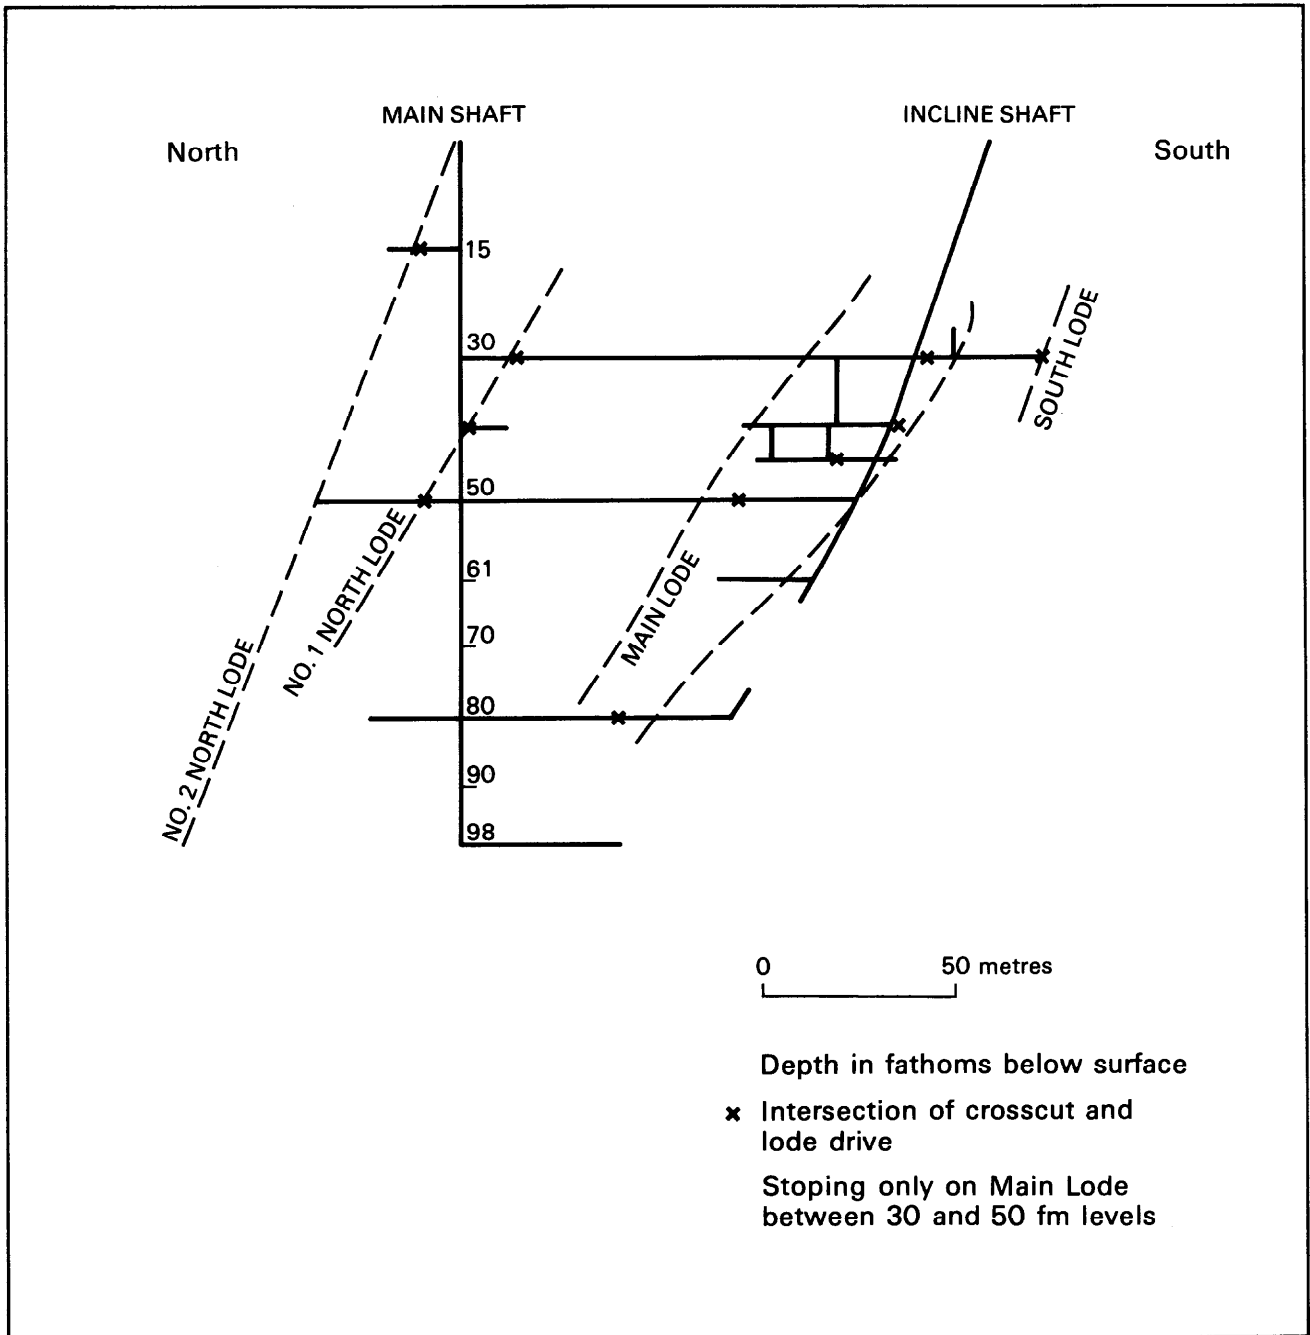 MAIN SHAFT
INCLINE SHAFT
North
South
15
30
SOUTH LODE
50
NO. 1 NORTH LODE
61
MAIN LODE
70
NO. 2 NORTH LODE
80
90
98
0 50 metres
Depth in fathoms below surface
x Intersection of crosscut and
lode drive
Stoping only on Main Lode
between 30 and 50 fm levels